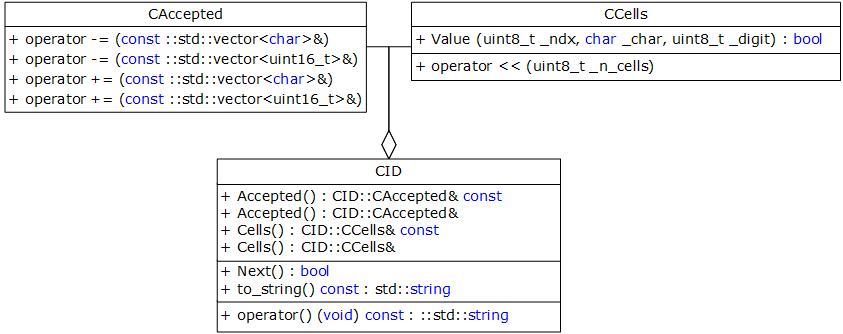 CAccepted
+ operator -= (const ::std::vector<char>&)
+ operator -= (const ::std::vector<uint16_t>&)
+ operator += (const ::std::vector<char>&)
+ operator += (const ::std::vector<uint16_t>&)
CCells
+ Value (uint8_t _ndx, char _char, uint8_t _digit) : bool
+ operator << (uint8_t _n_cells)
CID
+ Accepted() : CID::CAccepted& const
+ Accepted() : CID::CAccepted&
+ Cells() : CID::CCells& const
+ Cells() : CID::CCells&
+ Next() : bool
+ to_string() const : std::string
+ operator() (void) const : ::std::string